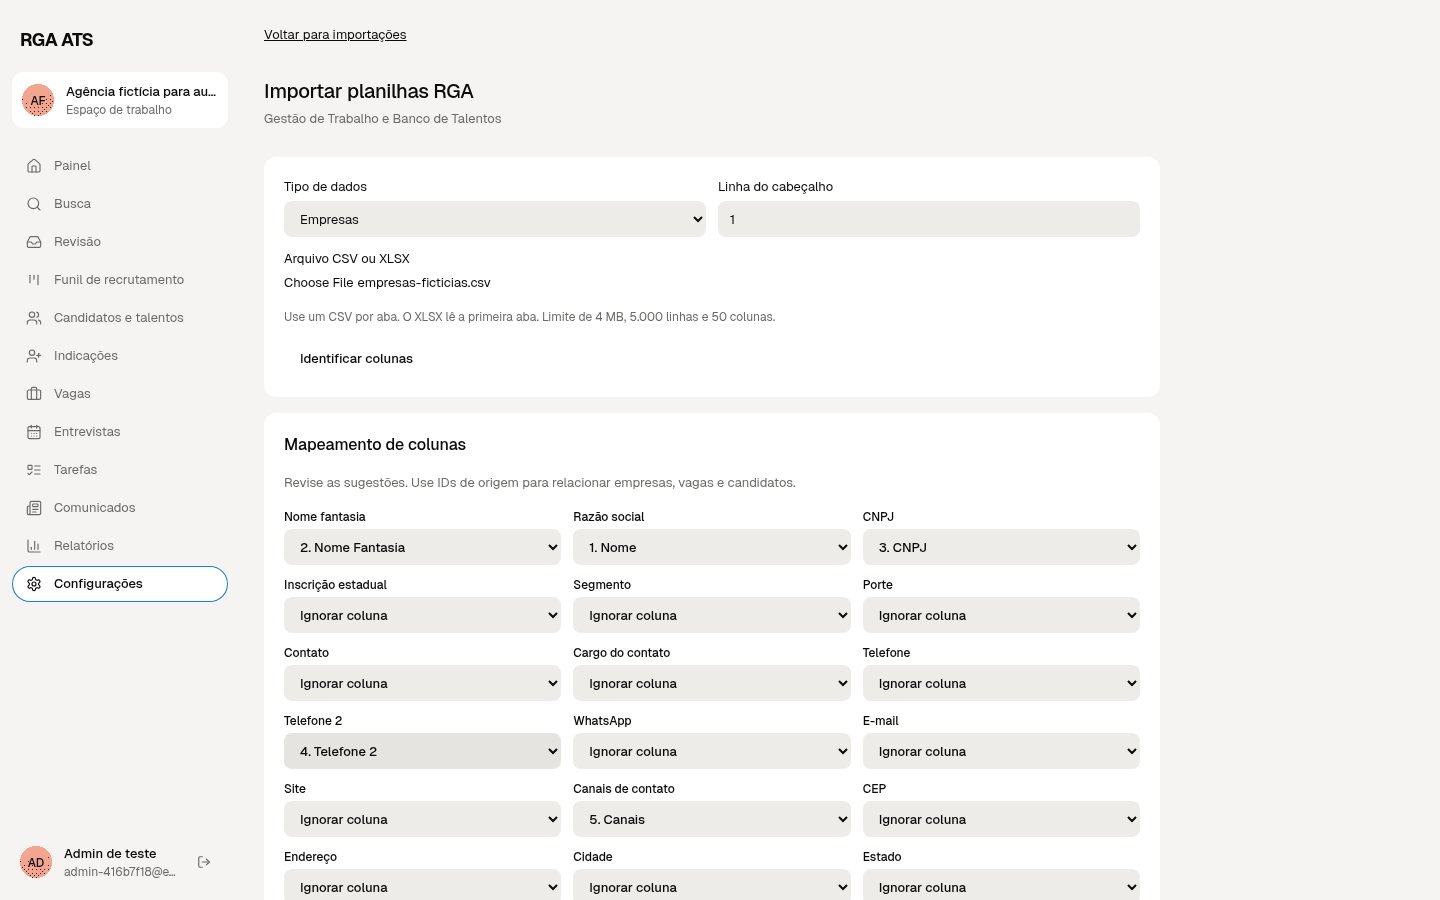 RGA ATS
AF
Agência fictícia para au...
Espaço de trabalho
Painel
Busca
Revisão
Funil de recrutamento
Candidatos e talentos
Indicações
Vagas
Entrevistas
Tarefas
Comunicados
Relatórios
Configurações
AD
Admin de teste
admin-416b7f18@e...
Voltar para importações
Importar planilhas RGA
Gestão de Trabalho e Banco de Talentos
Tipo de dados
Empresas
Linha do cabeçalho
1
Arquivo CSV ou XLSX
Choose File empresas-ficticias.csv
Use um CSV por aba. O XLSX lê a primeira aba. Limite de 4 MB, 5.000 linhas e 50 colunas.
Identificar colunas
Mapeamento de colunas
Revise as sugestões. Use IDs de origem para relacionar empresas, vagas e candidatos.
Nome fantasia
2. Nome Fantasia
Razão social
1. Nome
CNPJ
3. CNPJ
Inscrição estadual
Ignorar coluna
Segmento
Ignorar coluna
Porte
Ignorar coluna
Contato
Ignorar coluna
Cargo do contato
Ignorar coluna
Telefone
Ignorar coluna
Telefone 2
4. Telefone 2
WhatsApp
Ignorar coluna
E-mail
Ignorar coluna
Site
Ignorar coluna
Canais de contato
5. Canais
CEP
Ignorar coluna
Endereço
Ignorar coluna
Cidade
Ignorar coluna
Estado
Ignorar coluna